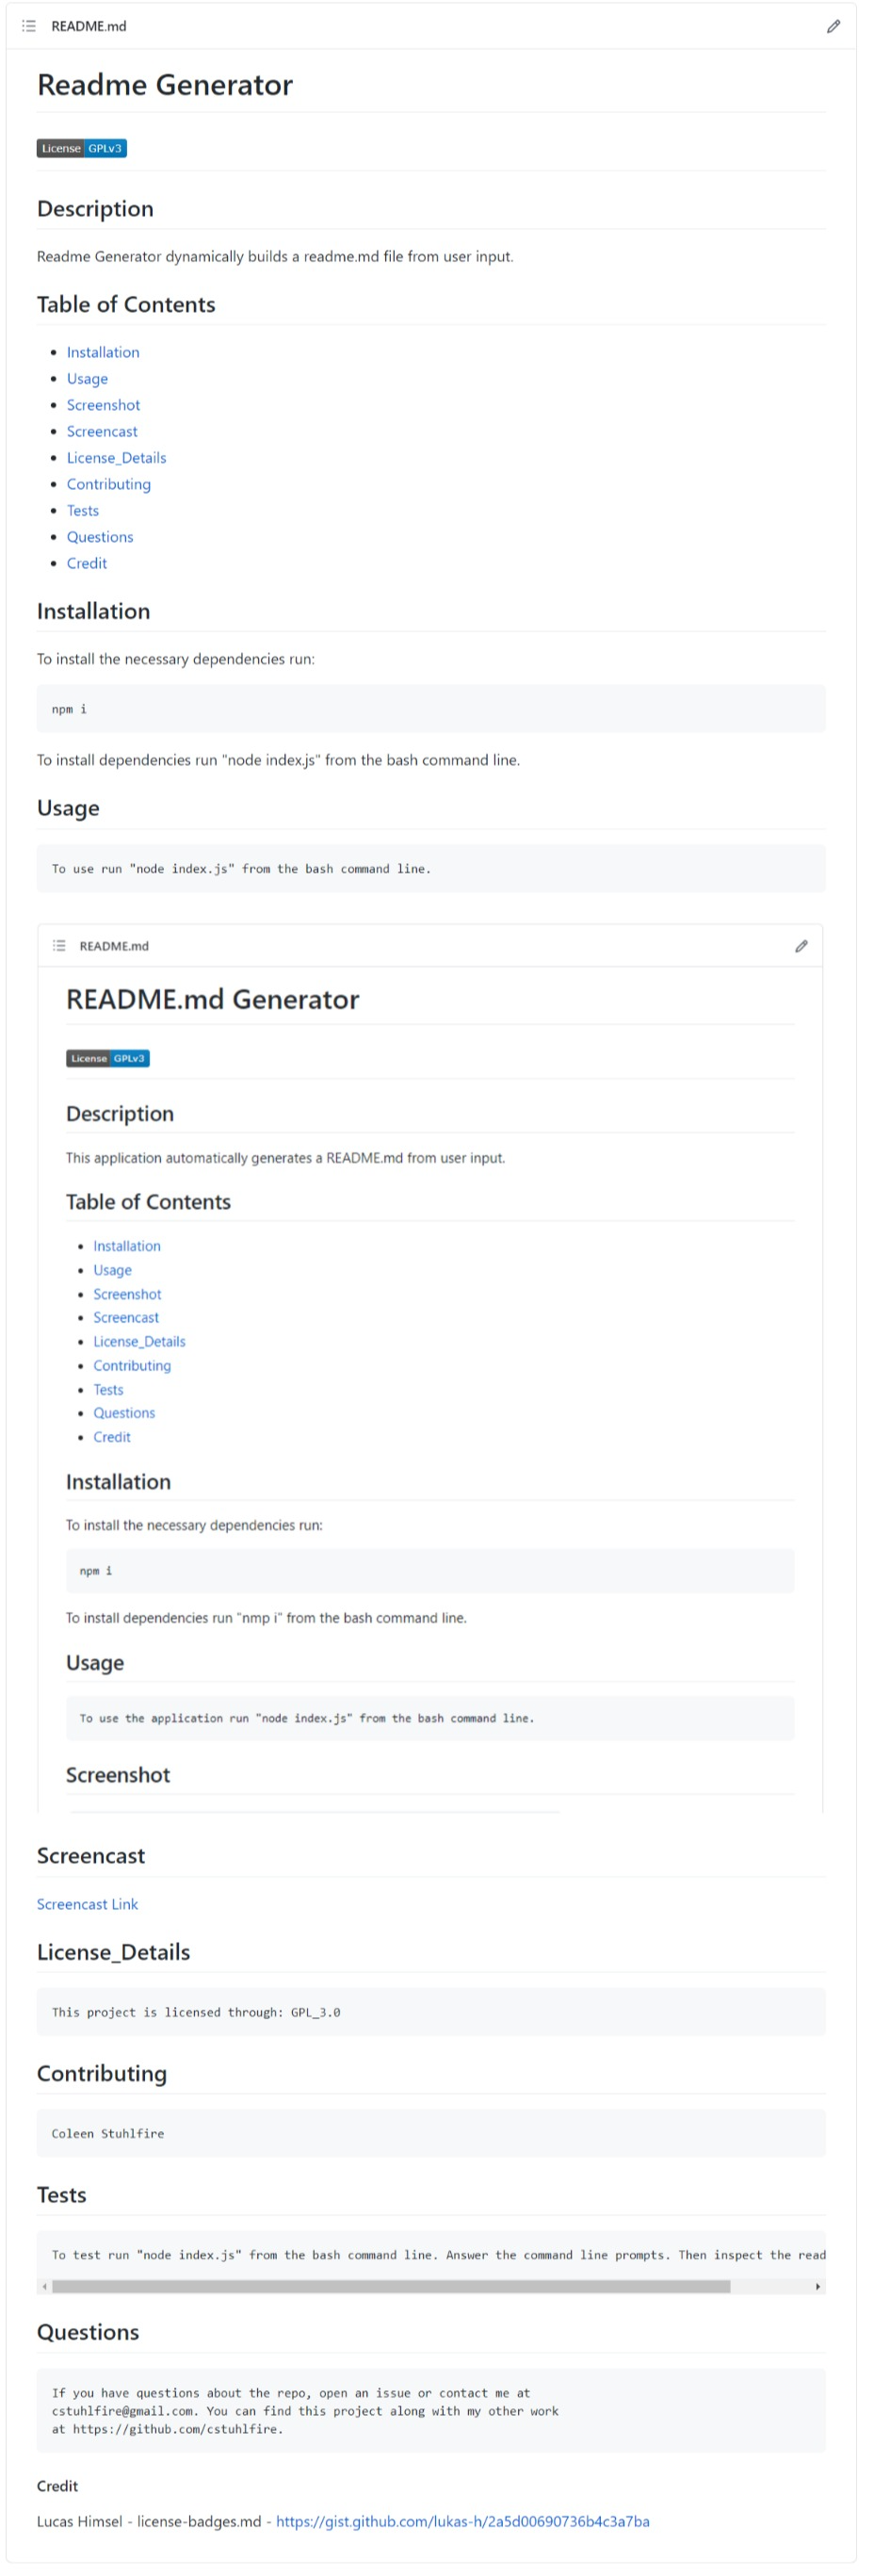 README.md
Readme Generator
License GPLv3
Description
Readme Generator dynamically builds a readme.md file from user input.
Table of Contents
Installation
Usage
Screenshot
Screencast
License_Details
Contributing
Tests
Questions
Credit
Installation
To install the necessary dependencies run:
npm i
To install dependencies run "node index.js" from the bash command line.
Usage
To use run "node index.js" from the bash command line.
README.md
README.md Generator
License GPLv3
Description
This application automatically generates a README.md from user input.
Table of Contents
Installation
Usage
Screenshot
Screencast
License_Details
Contributing
Tests
Questions
Credit
Installation
To install the necessary dependencies run:
npm i
To install dependencies run "nmp i" from the bash command line.
Usage
To use the application run "node index.js" from the bash command line.
Screenshot
Screencast
Screencast Link
License_Details
This project is licensed through: GPL_3.0
Contributing
Coleen Stuhlfire
Tests
To test run "node index.js" from the bash command line. Answer the command line prompts. Then inspect the read
Questions
If you have questions about the repo, open an issue or contact me at
cstuhlfire@gmail.com. You can find this project along with my other work
at https://github.com/cstuhlfire.
Credit
Lucas Himsel - license-badges.md - https://gist.github.com/lukas-h/2a5d00690736b4c3a7ba